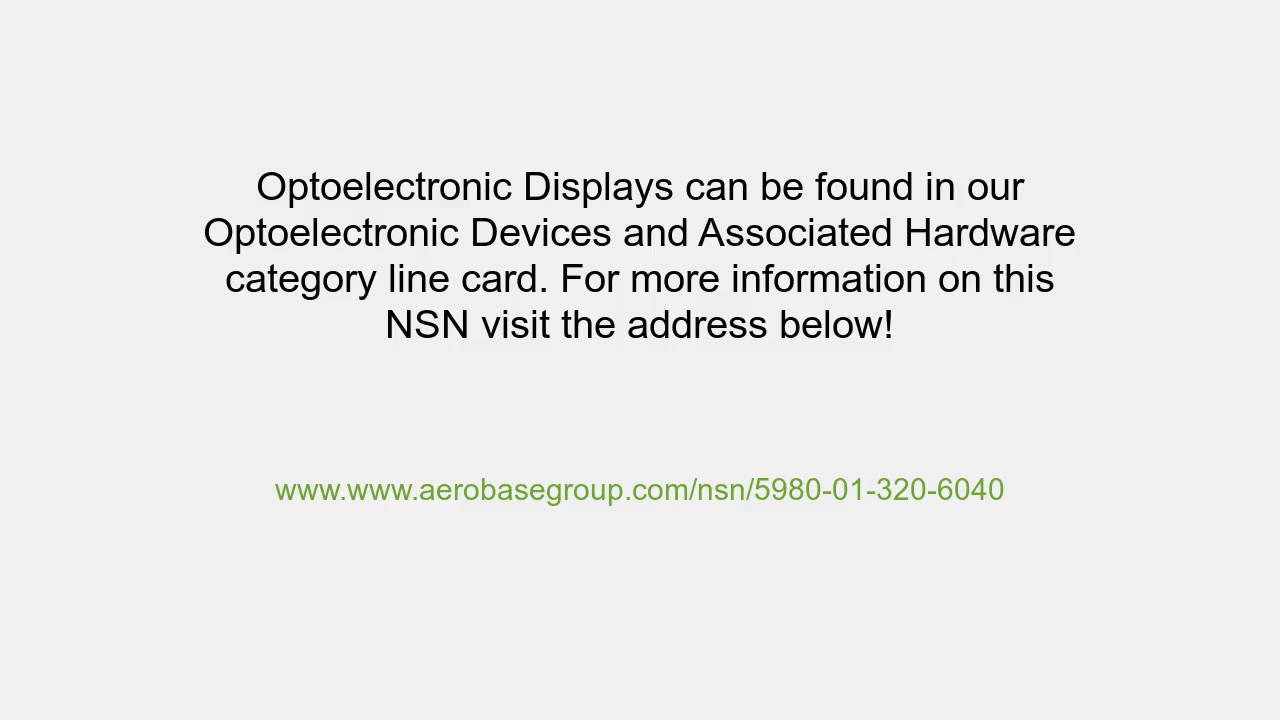 Optoelectronic Displays can be found in our
Optoelectronic Devices and Associated Hardware
category line card. For more information on this
NSN visit the address below!
www.www.aerobasegroup.com/nsn/5980-01-320-6040